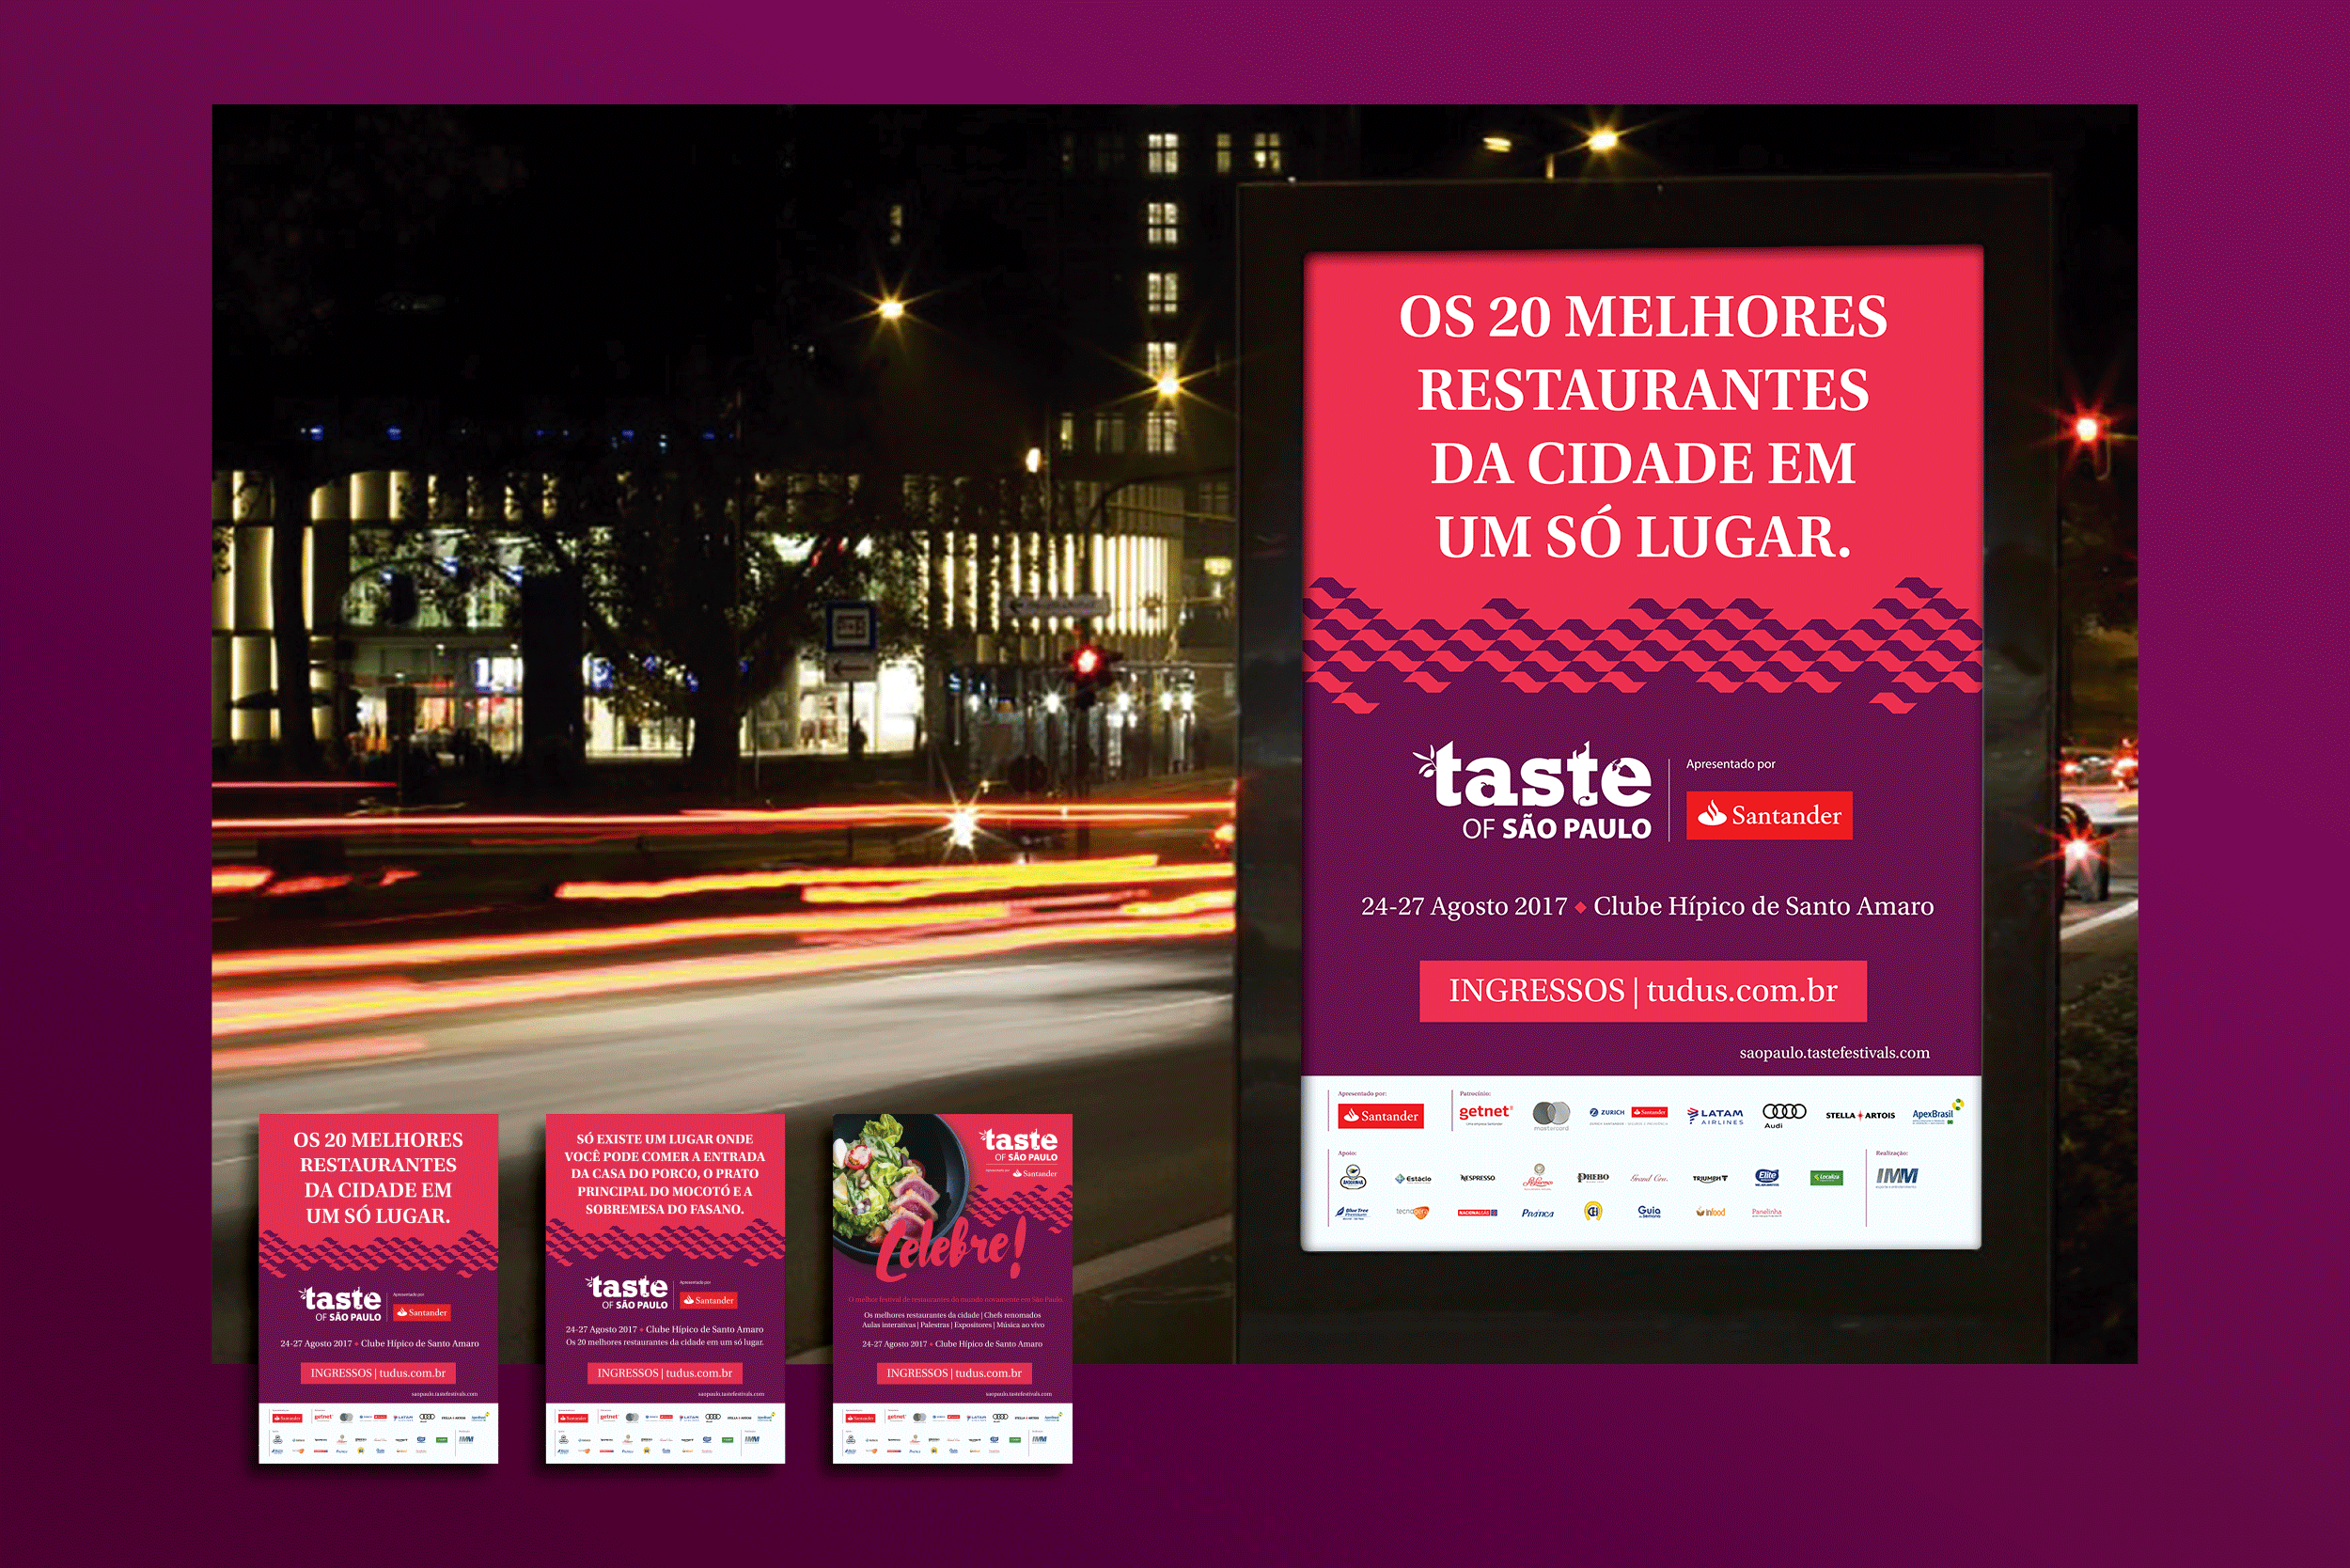 OS 20 MELHORES
RESTAURANTES
DA CIDADE EM
UM SÓ LUGAR.
taste
OF SÃO PAULO
Apresentado por
Santander
24-27 Agosto 2017 ◆ Clube Hípico de Santo Amaro
INGRESSOS | tudus.com.br
saopaulo.tastefestivals.com
Apresentado por:
Santander
Patrocínio:
getnet
mastercard
ZURICH Santander
LATAM
AIRLINES
Audi
STELLA ARTOIS
ApexBrasil
Apoio:
Estácio
NESPRESSO
PHEBO
Grand Cru
TRIUMPH
Elite
Localiza
Realização:
IMM
Blue Tree
Premium
tecnogera
NACIONALGÁS
PRÁTICA
Guia
infood
Panelinha
OS 20 MELHORES
RESTAURANTES
DA CIDADE EM
UM SÓ LUGAR.
taste
OF SÃO PAULO
Apresentado por
Santander
24-27 Agosto 2017 ◆ Clube Hípico de Santo Amaro
INGRESSOS | tudus.com.br
saopaulo.tastefestivals.com
SÓ EXISTE UM LUGAR ONDE
VOCÊ PODE COMER A ENTRADA
DA CASA DO PORCO, O PRATO
PRINCIPAL DO MOCOTÓ E A
SOBREMESA DO FASANO.
taste
OF SÃO PAULO
Apresentado por
Santander
24-27 Agosto 2017 ◆ Clube Hípico de Santo Amaro
Os 20 melhores restaurantes da cidade em um só lugar.
INGRESSOS | tudus.com.br
saopaulo.tastefestivals.com
taste
OF SÃO PAULO
Santander
Celebre!
O melhor festival de restaurantes do mundo novamente em São Paulo
Os melhores restaurantes da cidade | Chefs renomados
Aulas interativas | Palestras | Expositores | Música ao vivo
24-27 Agosto 2017 ◆ Clube Hípico de Santo Amaro
INGRESSOS | tudus.com.br
saopaulo.tastefestivals.com